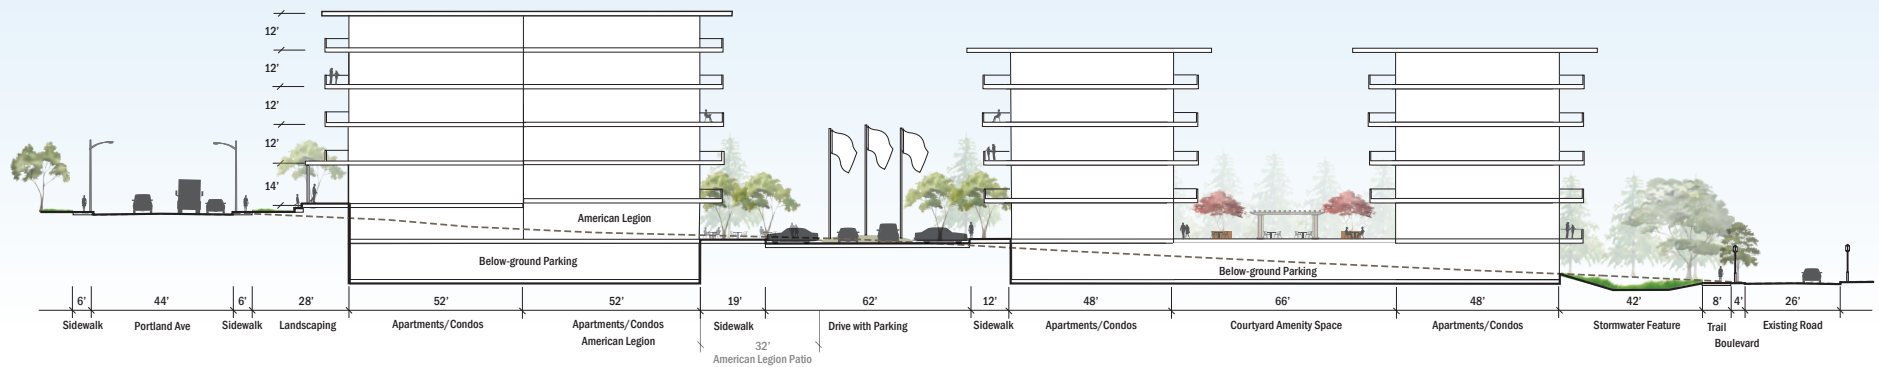 12'
12'
12'
12'
14'
American Legion
Below-ground Parking
Below-ground Parking
6' 44' 6' 28' 52' 52' 19' 62' 12' 48' 66' 48' 42' 8' 4' 26'
Sidewalk Portland Ave Sidewalk Landscaping Apartments/Condos Apartments/Condos Sidewalk Drive with Parking Sidewalk Apartments/Condos Courtyard Amenity Space Apartments/Condos Stormwater Feature Trail Existing Road
American Legion Boulevard
32'
American Legion Patio